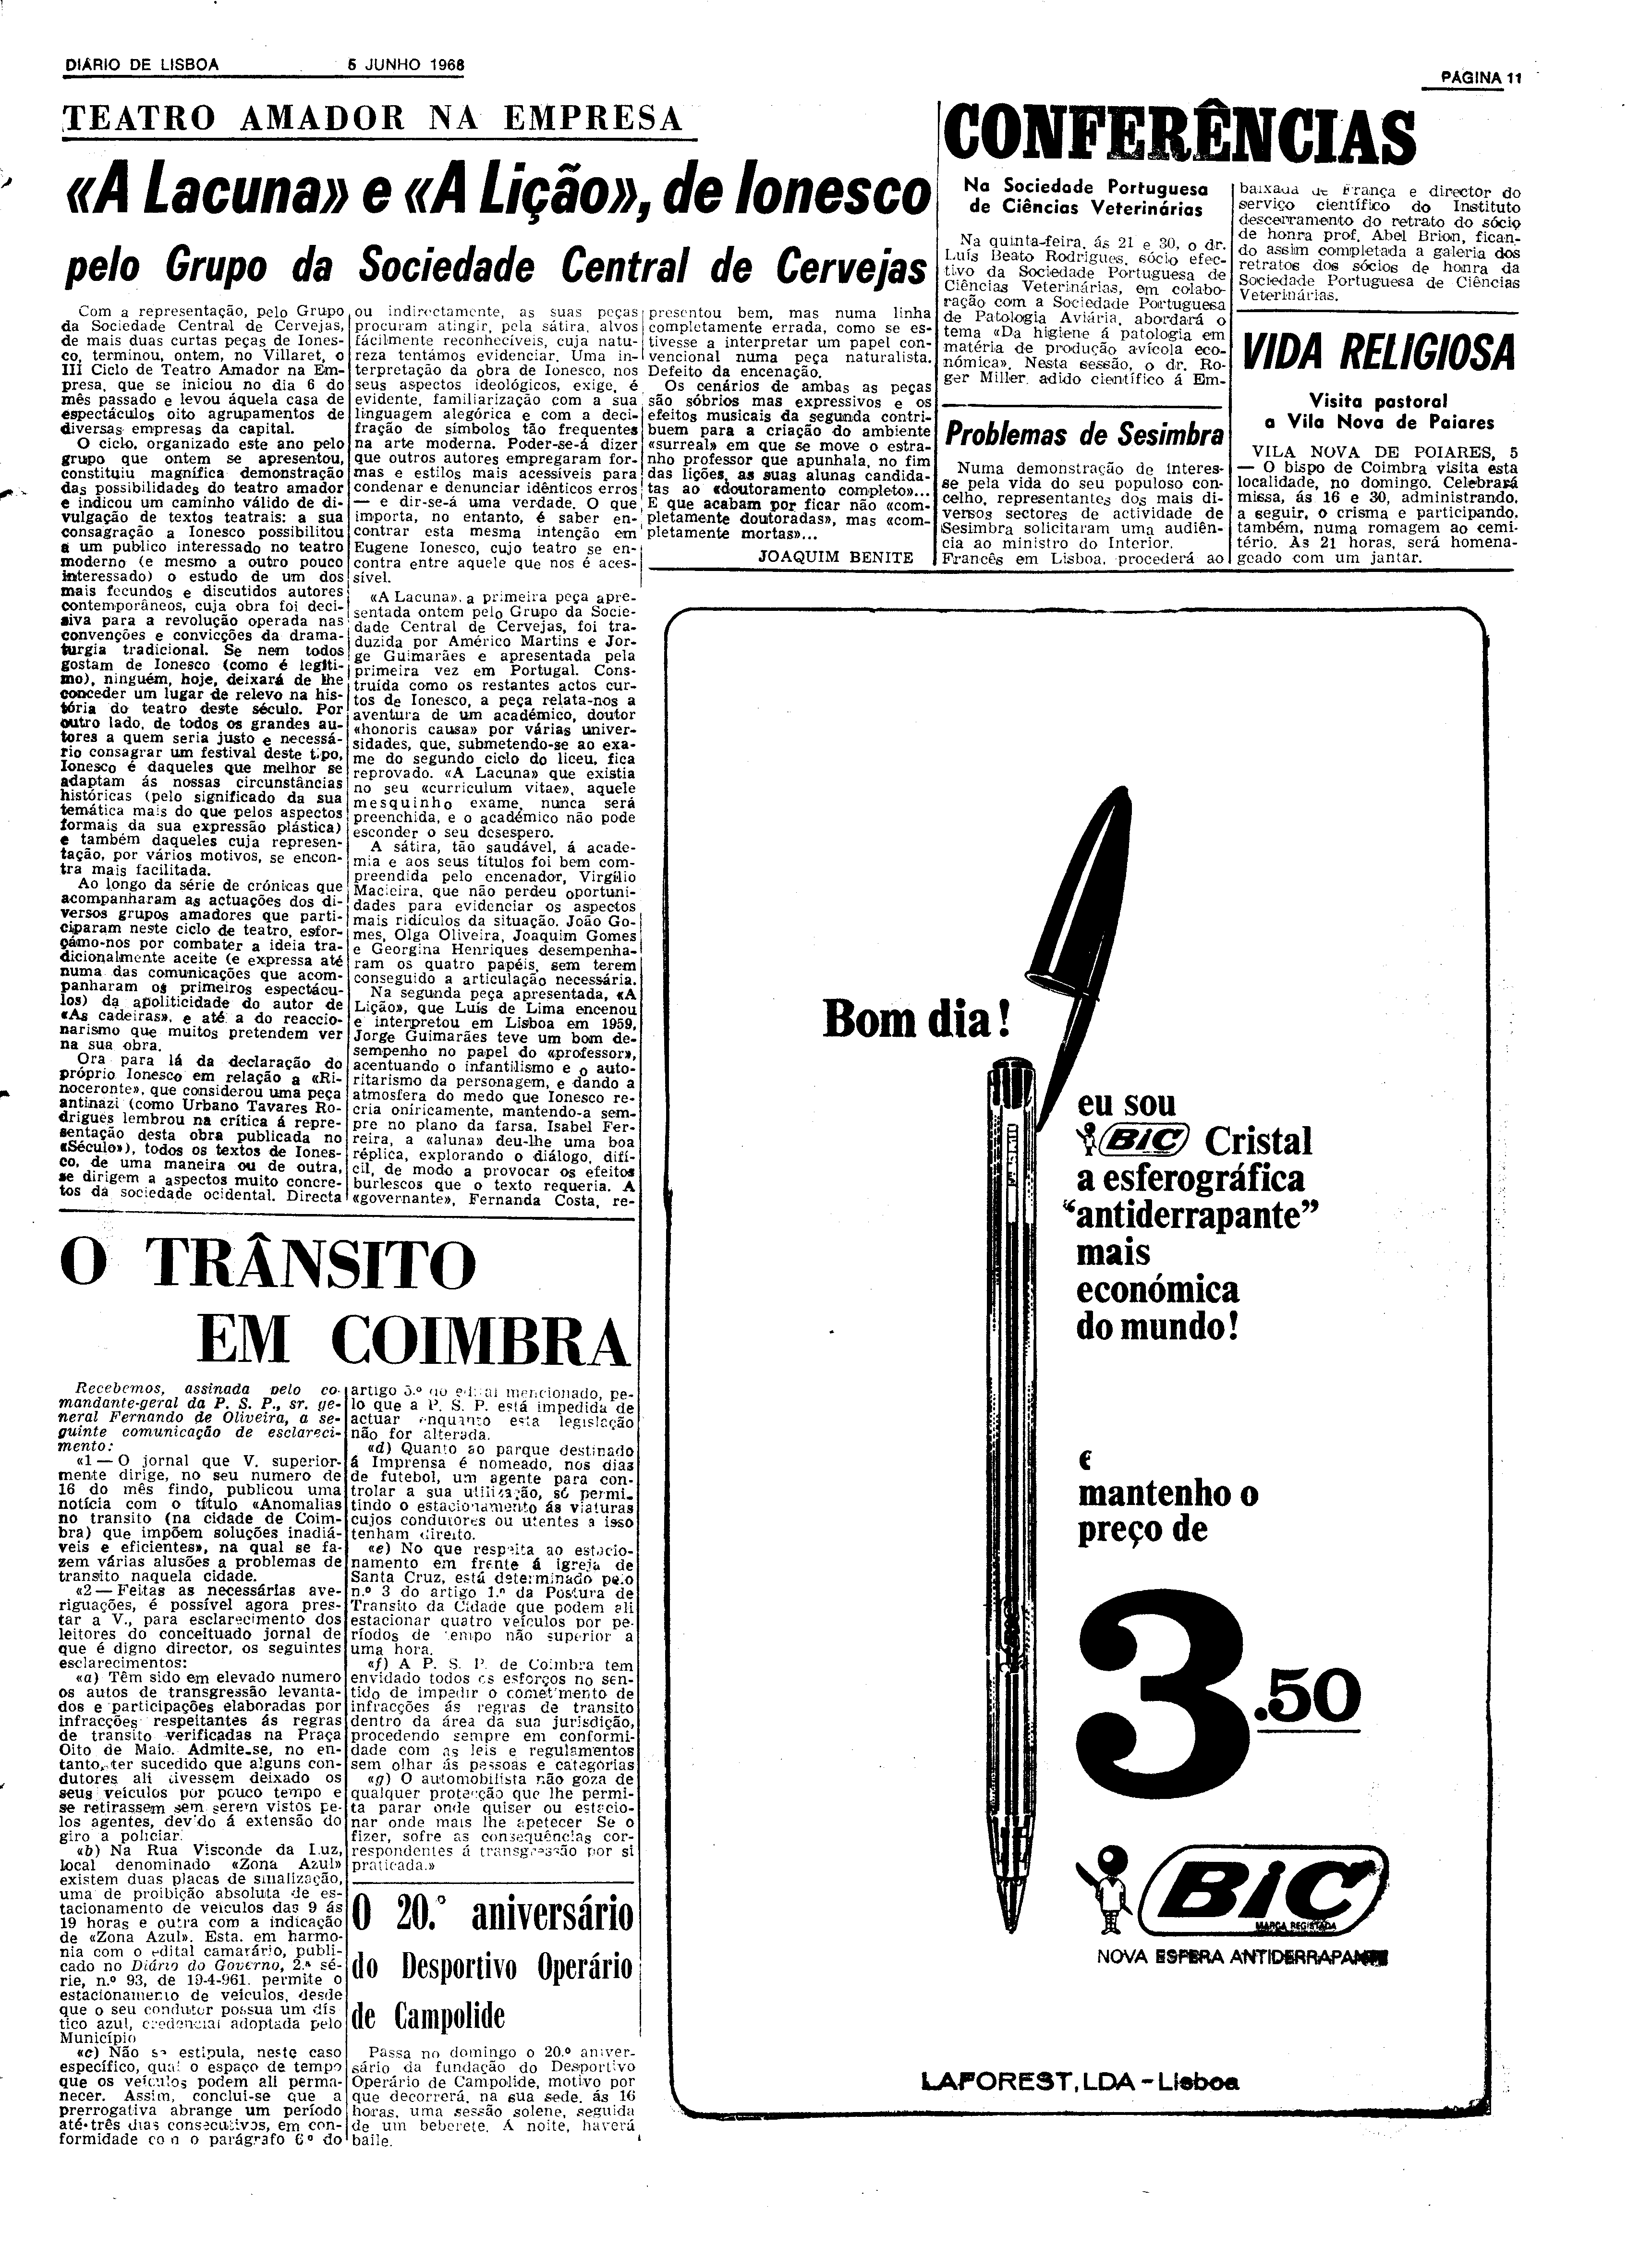 DIÁRIO DE LISBOA 5 JUNHO 1968
PÁGINA 11
TEATRO AMADOR NA EMPRESA
«A Lacuna» e «A Lição», de Ionesco
pelo Grupo da Sociedade Central de Cervejas
Com a representação, pelo Grupo
da Sociedade Central de Cervejas,
de mais duas curtas peças de Iones-
co, terminou, ontem, no Villaret, o
III Ciclo de Teatro Amador na Em-
presa, que se iniciou no dia 6 do
mês passado e levou áquela casa de
espectáculos oito agrupamentos de
diversas empresas da capital.
O ciclo, organizado este ano pelo
grupo que ontem se apresentou,
constituiu magnífica demonstração
das possibilidades do teatro amador
e indicou um caminho válido de di-
vulgação de textos teatrais: a sua
consagração a Ionesco possibilitou
a um publico interessado no teatro
moderno (e mesmo a outro pouco
interessado) o estudo de um dos
mais fecundos e discutidos autores
contemporâneos, cuja obra foi deci-
siva para a revolução operada nas
convenções e convicções da drama-
turgia tradicional. Se nem todos
gostam de Ionesco (como é legíti-
mo), ninguém, hoje, deixará de lhe
conceder um lugar de relevo na his-
tória do teatro deste século. Por
outro lado, de todos os grandes au-
tores a quem seria justo e necessá-
rio consagrar um festival deste tipo,
Ionesco é daqueles que melhor se
adaptam ás nossas circunstâncias
históricas (pelo significado da sua
temática mais do que pelos aspectos
formais da sua expressão plástica)
e também daqueles cuja represen-
tação, por vários motivos, se encon-
tra mais facilitada.
Ao longo da série de crónicas que
acompanharam as actuações dos di-
versos grupos amadores que parti-
ciparam neste ciclo de teatro, esfor-
çámo-nos por combater a ideia tra-
dicionalmente aceite (e expressa até
numa das comunicações que acom-
panharam os primeiros espectácu-
los) da apoliticidade do autor de
«As cadeiras», e até a do reaccio-
narismo que muitos pretendem ver
na sua obra.
Ora para lá da declaração do
próprio Ionesco em relação a «Ri-
noceronte», que considerou uma peça
antinazi (como Urbano Tavares Ro-
drigues lembrou na crítica á repre-
sentação desta obra publicada no
«Século»), todos os textos de Iones-
co, de uma maneira ou de outra,
se dirigem a aspectos muito concre-
tos da sociedade ocidental. Directa
ou indirectamente, as suas peças
procuram atingir, pela sátira, alvos
fácilmente reconhecíveis, cuja natu-
reza tentámos evidenciar. Uma in-
terpretação da obra de Ionesco, nos
seus aspectos ideológicos, exige, é
evidente, familiarização com a sua
linguagem alegórica e com a deci-
fração de símbolos tão frequentes
na arte moderna. Poder-se-á dizer
que outros autores empregaram for-
mas e estilos mais acessíveis para
condenar e denunciar idênticos erros
— e dir-se-á uma verdade. O que
importa, no entanto, é saber en-
contrar esta mesma intenção em
Eugene Ionesco, cujo teatro se en-
contra entre aquele que nos é aces-
sível.
«A Lacuna», a primeira peça apre-
sentada ontem pelo Grupo da Socie-
dade Central de Cervejas, foi tra-
duzida por Américo Martins e Jor-
ge Guimarães e apresentada pela
primeira vez em Portugal. Cons-
truída como os restantes actos cur-
tos de Ionesco, a peça relata-nos a
aventura de um académico, doutor
«honoris causa» por várias univer-
sidades, que, submetendo-se ao exa-
me do segundo ciclo do liceu, fica
reprovado. «A Lacuna» que existia
no seu «curriculum vitae», aquele
mesquinho exame, nunca será
preenchida, e o académico não pode
esconder o seu desespero.
A sátira, tão saudável, á acade-
mia e aos seus títulos foi bem com-
preendida pelo encenador, Virgílio
Macieira, que não perdeu oportuni-
dades para evidenciar os aspectos
mais ridículos da situação. João Go-
mes, Olga Oliveira, Joaquim Gomes
e Georgina Henriques desempenha-
ram os quatro papéis, sem terem
conseguido a articulação necessária.
Na segunda peça apresentada, «A
Lição», que Luís de Lima encenou
e interpretou em Lisboa em 1959,
Jorge Guimarães teve um bom de-
sempenho no papel do «professor»,
acentuando o infantilismo e o auto-
ritarismo da personagem, e dando a
atmosfera do medo que Ionesco re-
cria oníricamente, mantendo-a sem-
pre no plano da farsa. Isabel Fer-
reira, a «aluna» deu-lhe uma boa
réplica, explorando o diálogo, difí-
cil, de modo a provocar os efeitos
burlescos que o texto requeria. A
«governante», Fernanda Costa, re-
presentou bem, mas numa linha
completamente errada, como se es-
tivesse a interpretar um papel con-
vencional numa peça naturalista.
Defeito da encenação.
Os cenários de ambas as peças
são sóbrios mas expressivos e os
efeitos musicais da segunda contri-
buem para a criação do ambiente
«surreal» em que se move o estra-
nho professor que apunhala, no fim
das lições, as suas alunas candida-
tas ao «doutoramento completo»...
E que acabam por ficar não «com-
pletamente doutoradas», mas «com-
pletamente mortas»...
JOAQUIM BENITE
CONFERÊNCIAS
Na Sociedade Portuguesa
de Ciências Veterinárias
Na quinta-feira, ás 21 e 30, o dr.
Luís Beato Rodrigues, sócio efec-
tivo da Sociedade Portuguesa de
Ciências Veterinárias, em colabo-
ração com a Sociedade Portuguesa
de Patologia Aviária, abordará o
tema «Da higiene á patologia em
matéria de produção avícola eco-
nómica». Nesta sessão, o dr. Ro-
ger Miller, adido científico á Em-
baixada de França e director do
serviço científico do Instituto
descerramento do retrato do sócio
de honra prof. Abel Brion, fican-
do assim completada a galeria dos
retratos dos sócios de honra da
Sociedade Portuguesa de Ciências
Veterinárias.
Problemas de Sesimbra
Numa demonstração de interes-
se pela vida do seu populoso con-
celho, representantes dos mais di-
versos sectores de actividade de
Sesimbra solicitaram uma audiên-
cia ao ministro do Interior.
Francês em Lisboa, procederá ao
VIDA RELIGIOSA
Visita pastoral
a Vila Nova de Paiares
VILA NOVA DE POIARES, 5
— O bispo de Coimbra visita esta
localidade, no domingo. Celebrará
missa, ás 16 e 30, administrando,
a seguir, o crisma e participando,
também, numa romagem ao cemi-
tério. Às 21 horas, será homena-
geado com um jantar.
O TRÂNSITO
EM COIMBRA
Recebemos, assinada pelo co-
mandante-geral da P. S. P., sr. ge-
neral Fernando de Oliveira, a se-
guinte comunicação de esclareci-
mento:
«1 — O jornal que V. superior-
mente dirige, no seu numero de
16 do mês findo, publicou uma
notícia com o título «Anomalias
no transito (na cidade de Coim-
bra) que impõem soluções inadiá-
veis e eficientes», na qual se fa-
zem várias alusões a problemas de
transito naquela cidade.
«2 — Feitas as necessárias ave-
riguações, é possível agora pres-
tar a V., para esclarecimento dos
leitores do conceituado jornal de
que é digno director, os seguintes
esclarecimentos:
«a) Têm sido em elevado numero
os autos de transgressão levanta-
dos e participações elaboradas por
infracções respeitantes ás regras
de transito verificadas na Praça
Oito de Maio. Admite-se, no en-
tanto, ter sucedido que alguns con-
dutores ali tivessem deixado os
seus veículos por pouco tempo e
se retirassem sem serem vistos pe-
los agentes, devido á extensão do
giro a policiar.
«b) Na Rua Visconde da Luz,
local denominado «Zona Azul»
existem duas placas de sinalização,
uma de proibição absoluta de es-
tacionamento de veículos das 9 ás
19 horas e outra com a indicação
de «Zona Azul». Esta, em harmo-
nia com o edital camarário, publi-
cado no Diário do Governo, 2.ª sé-
rie, n.º 93, de 19-4-961, permite o
estacionamento de veículos, desde
que o seu condutor possua um dís
tico azul, credencial adoptada pelo
Município
«c) Não se estipula, neste caso
específico, qual o espaço de tempo
que os veículos podem ali perma-
necer. Assim, conclui-se que a
prerrogativa abrange um período
até três dias consecutivos, em con-
formidade com o parágrafo 6º do
artigo 5.º do edital mencionado, pe-
lo que a P. S. P. está impedida de
actuar enquanto esta legislação
não for alterada.
«d) Quanto ao parque destinado
á Imprensa é nomeado, nos dias
de futebol, um agente para con-
trolar a sua utilização, só permi-
tindo o estacionamento ás viaturas
cujos condutores ou utentes a isso
tenham direito.
«e) No que respeita ao estacio-
namento em frente á igreja de
Santa Cruz, está determinado pelo
n.º 3 do artigo 1.º da Postura de
Transito da Cidade que podem ali
estacionar quatro veículos por pe-
ríodos de tempo não superior a
uma hora.
«f) A P. S. P. de Coimbra tem
envidado todos os esforços no sen-
tido de impedir o cometimento de
infracções ás regras de transito
dentro da área da sua jurisdição,
procedendo sempre em conformi-
dade com as leis e regulamentos
sem olhar ás pessoas e categorias
«g) O automobilista não goza de
qualquer protecção que lhe permi-
ta parar onde quiser ou estacio-
nar onde mais lhe apetecer Se o
fizer, sofre as consequências cor-
respondentes á transgressão por si
praticada.»
O 20.º aniversário
do Desportivo Operário
de Campolide
Passa no domingo o 20.º aniver-
sário da fundação do Desportivo
Operário de Campolide, motivo por
que decorrerá, na sua sede, ás 16
horas, uma sessão solene, seguida
de um beberete. À noite, haverá
baile.
Bom dia!
eu sou
BiC Cristal
a esferográfica
“antiderrapante”
mais
económica
do mundo!
e
mantenho o
preço de
3.50
BiC
MARCA REGISTADA
NOVA ESFERA ANTIDERRAPANTE
LAFOREST, LDA - Lisboa